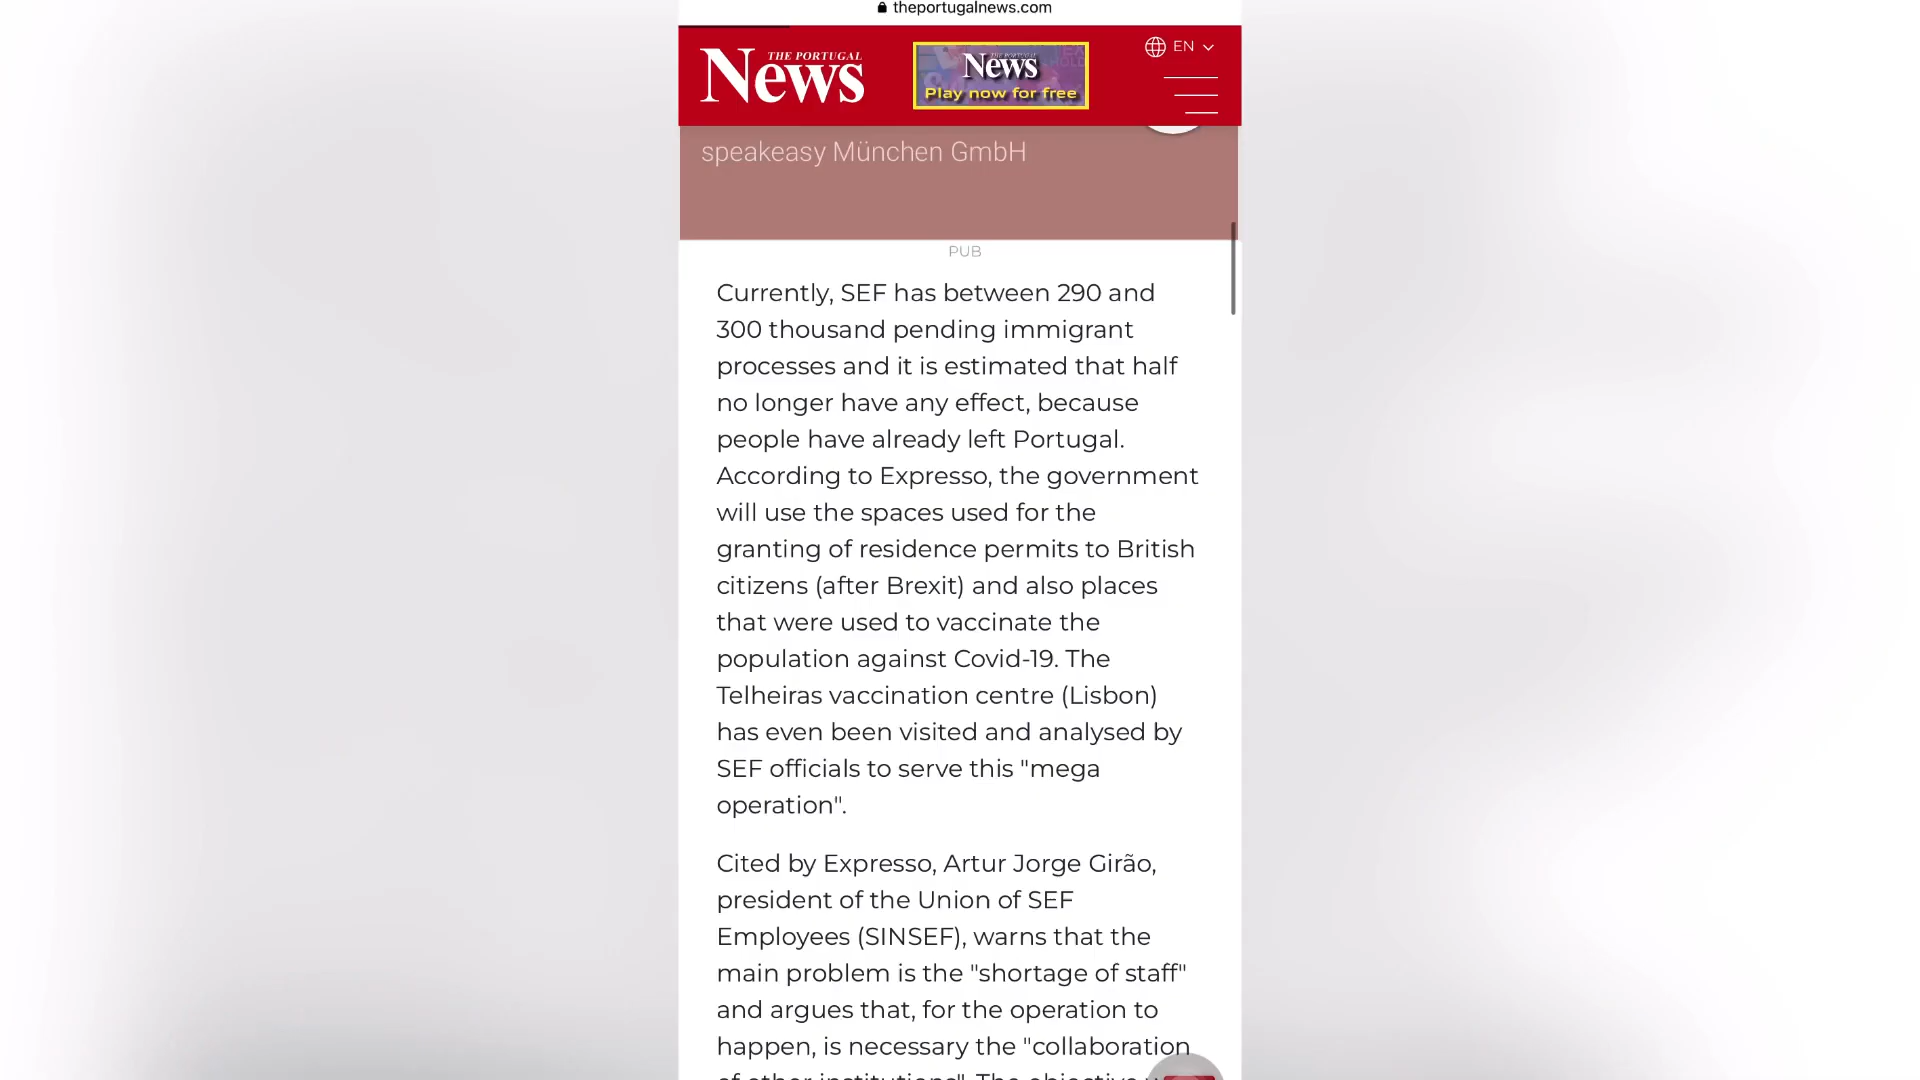 theportugalnews.com
THE PORTUGAL
News
News
Play now for free
EN
speakeasy München GmbH
PUB
Currently, SEF has between 290 and
300 thousand pending immigrant
processes and it is estimated that half
no longer have any effect, because
people have already left Portugal.
According to Expresso, the government
will use the spaces used for the
granting of residence permits to British
citizens (after Brexit) and also places
that were used to vaccinate the
population against Covid-19. The
Telheiras vaccination centre (Lisbon)
has even been visited and analysed by
SEF officials to serve this "mega
operation".
Cited by Expresso, Artur Jorge Girão,
president of the Union of SEF
Employees (SINSEF), warns that the
main problem is the "shortage of staff"
and argues that, for the operation to
happen, is necessary the "collaboration
of other institutions". The objective